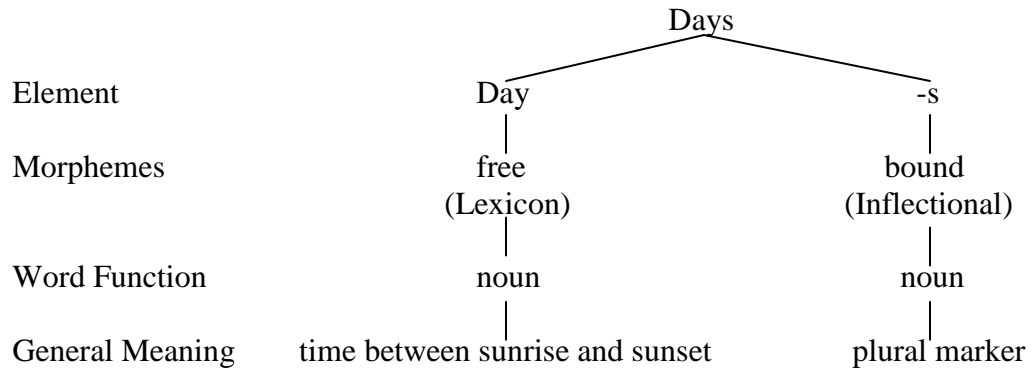 Days
Element Day -s
Morphemes free bound
(Lexicon) (Inflectional)
Word Function noun noun
General Meaning time between sunrise and sunset plural marker